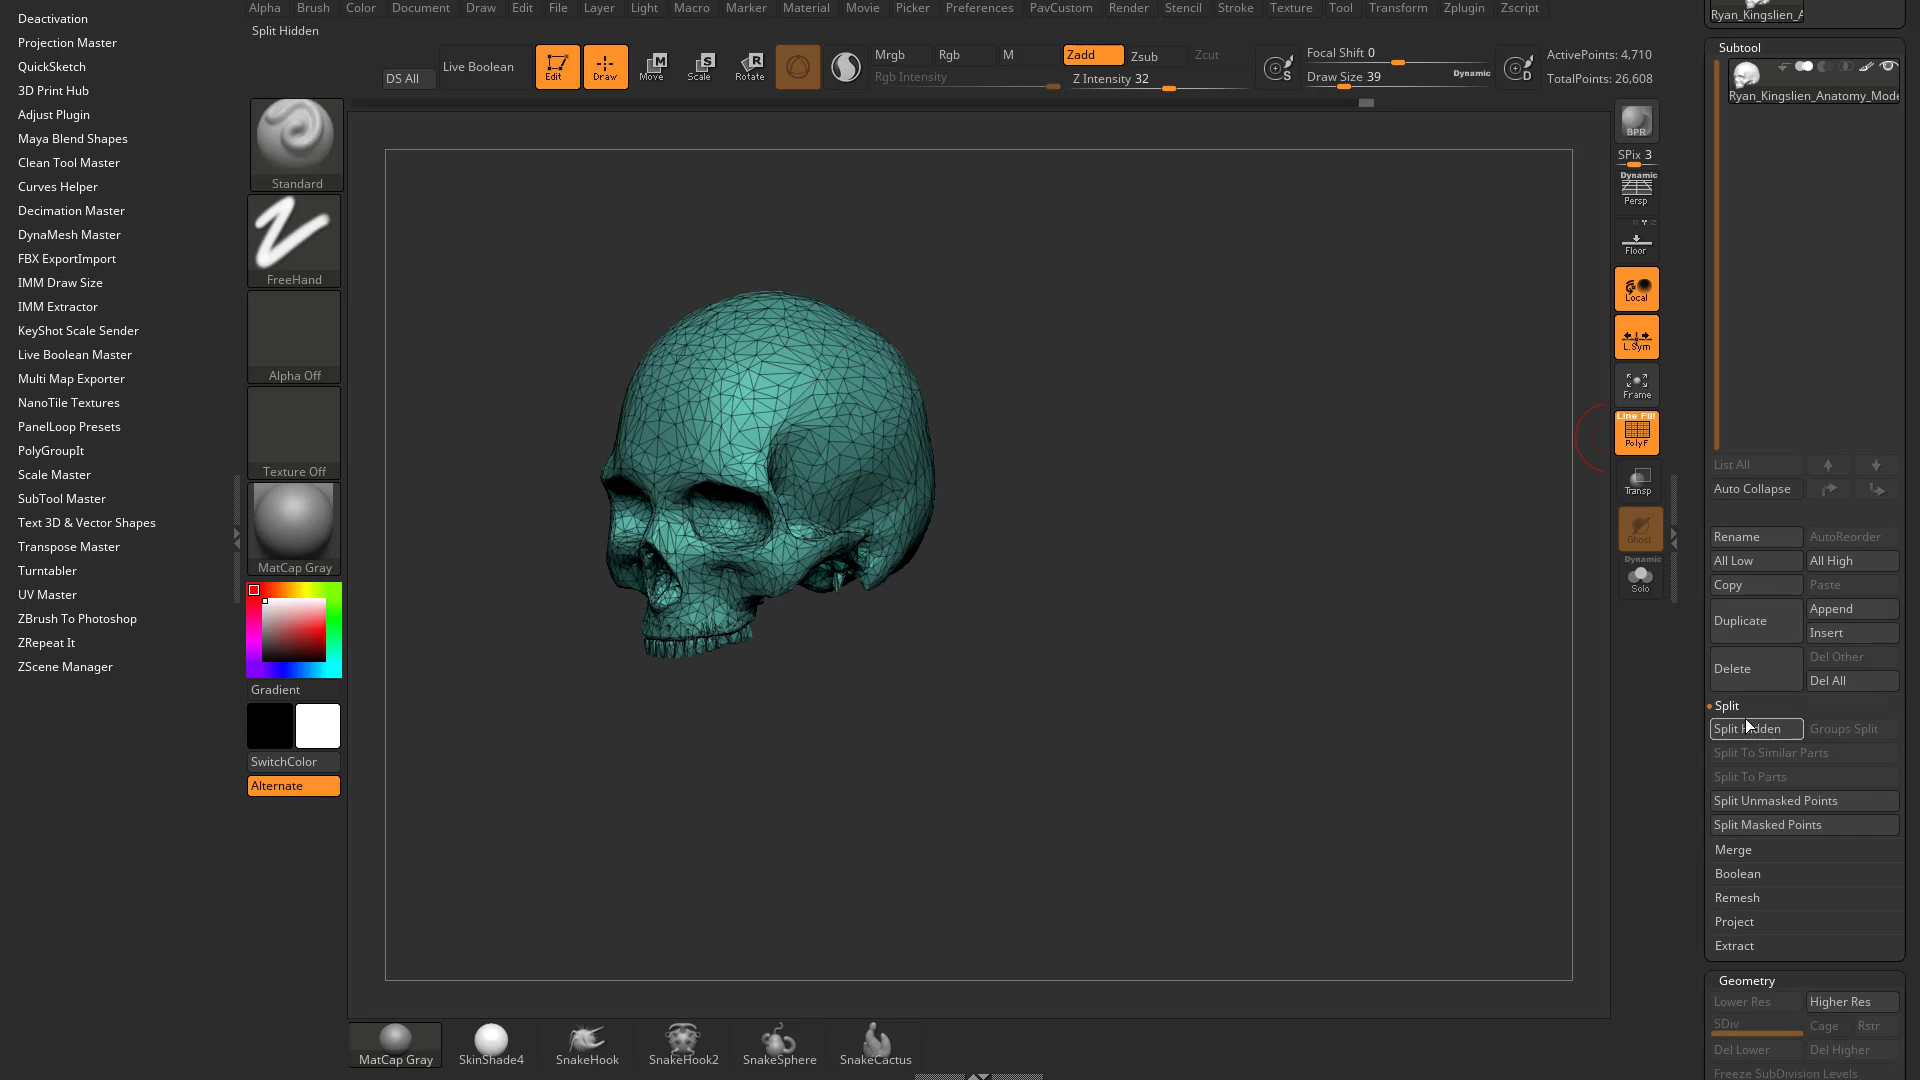 Alpha Brush Color Document Draw Edit File Layer Light Macro Marker Material Movie Picker Preferences PavCustom Render Stencil Stroke Texture Tool Transform Zplugin Zscript
Split Hidden
Deactivation
Projection Master
QuickSketch
3D Print Hub
Adjust Plugin
Maya Blend Shapes
Clean Tool Master
Curves Helper
Decimation Master
DynaMesh Master
FBX ExportImport
IMM Draw Size
IMM Extractor
KeyShot Scale Sender
Live Boolean Master
Multi Map Exporter
NanoTile Textures
PanelLoop Presets
PolyGroupIt
Scale Master
SubTool Master
Text 3D & Vector Shapes
Transpose Master
Turntabler
UV Master
ZBrush To Photoshop
ZRepeat It
ZScene Manager
DS All
Live Boolean
Edit
Draw
Move
Scale
Rotate
Mrgb Rgb M
Rgb Intensity
Zadd Zsub Zcut
Z Intensity 32
S
Focal Shift 0
Draw Size 39 Dynamic
D
ActivePoints: 4,710
TotalPoints: 26,608
Standard
FreeHand
Alpha Off
Texture Off
MatCap Gray
Gradient
SwitchColor
Alternate
BPR
SPix 3
Dynamic
Persp
Floor
Local
L.Sym
Frame
Line Fill
PolyF
Transp
Ghost
Dynamic
Solo
Ryan_Kingslien_A
Subtool
Ryan_Kingslien_Anatomy_Mode
List All
Auto Collapse
Rename AutoReorder
All Low All High
Copy Paste
Duplicate
Append
Insert
Delete
Del Other
Del All
Split
Split Hidden Groups Split
Split To Similar Parts
Split To Parts
Split Unmasked Points
Split Masked Points
Merge
Boolean
Remesh
Project
Extract
Geometry
Lower Res Higher Res
SDiv Cage Rstr
Del Lower Del Higher
Freeze SubDivision Levels
MatCap Gray SkinShade4 SnakeHook SnakeHook2 SnakeSphere SnakeCactus